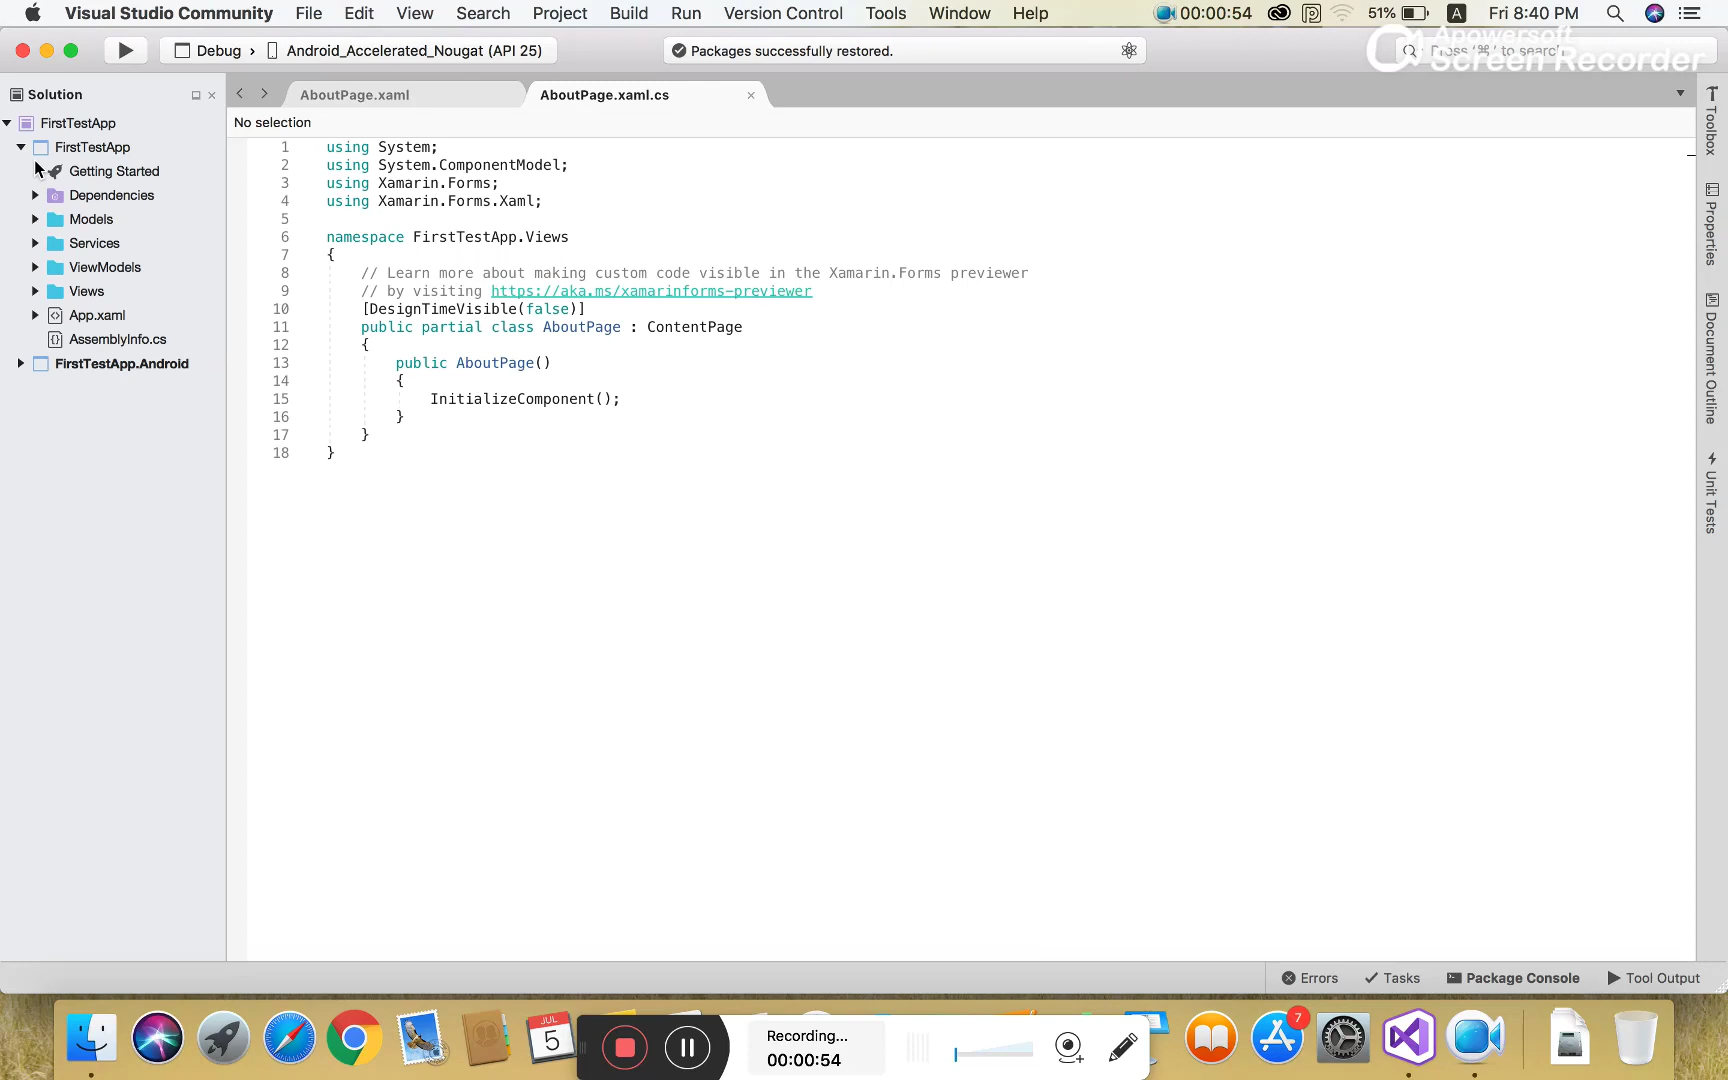 Visual Studio Community File Edit View Search Project Build Run Version Control Tools Window Help 00:00:54 51% A Fri 8:40 PM
Debug › Android_Accelerated_Nougat (API 25) Packages successfully restored. Press '⌘.' to search
Apowersoft
Screen Recorder
Solution
AboutPage.xaml
AboutPage.xaml.cs
No selection
FirstTestApp
FirstTestApp
Getting Started
Dependencies
Models
Services
ViewModels
Views
App.xaml
AssemblyInfo.cs
FirstTestApp.Android
1 using System;
2 using System.ComponentModel;
3 using Xamarin.Forms;
4 using Xamarin.Forms.Xaml;
5
6 namespace FirstTestApp.Views
7 {
8 // Learn more about making custom code visible in the Xamarin.Forms previewer
9 // by visiting https://aka.ms/xamarinforms-previewer
10 [DesignTimeVisible(false)]
11 public partial class AboutPage : ContentPage
12 {
13 public AboutPage()
14 {
15 InitializeComponent();
16 }
17 }
18 }
Toolbox
Properties
Document Outline
Unit Tests
Errors Tasks Package Console Tool Output
JUL
5
Recording...
00:00:54
7